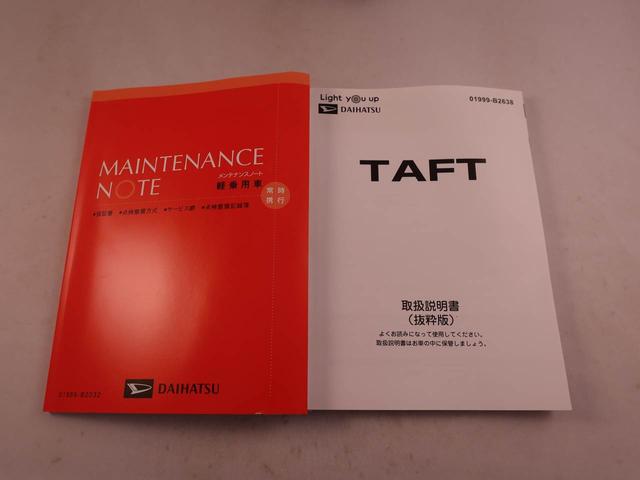 MAINTENANCE
NOTE
メンテナンスノート
軽乗用車
常時
携行
●保証書 ●点検整備方式 ●サービス網 ●点検整備記録簿
DAIHATSU
01999-B2032
Light you up
DAIHATSU
01999-B2638
TAFT
取扱説明書
(抜粋版)
よくお読みになって使用してください。
取扱説明書はお車の中に保管しましょう。